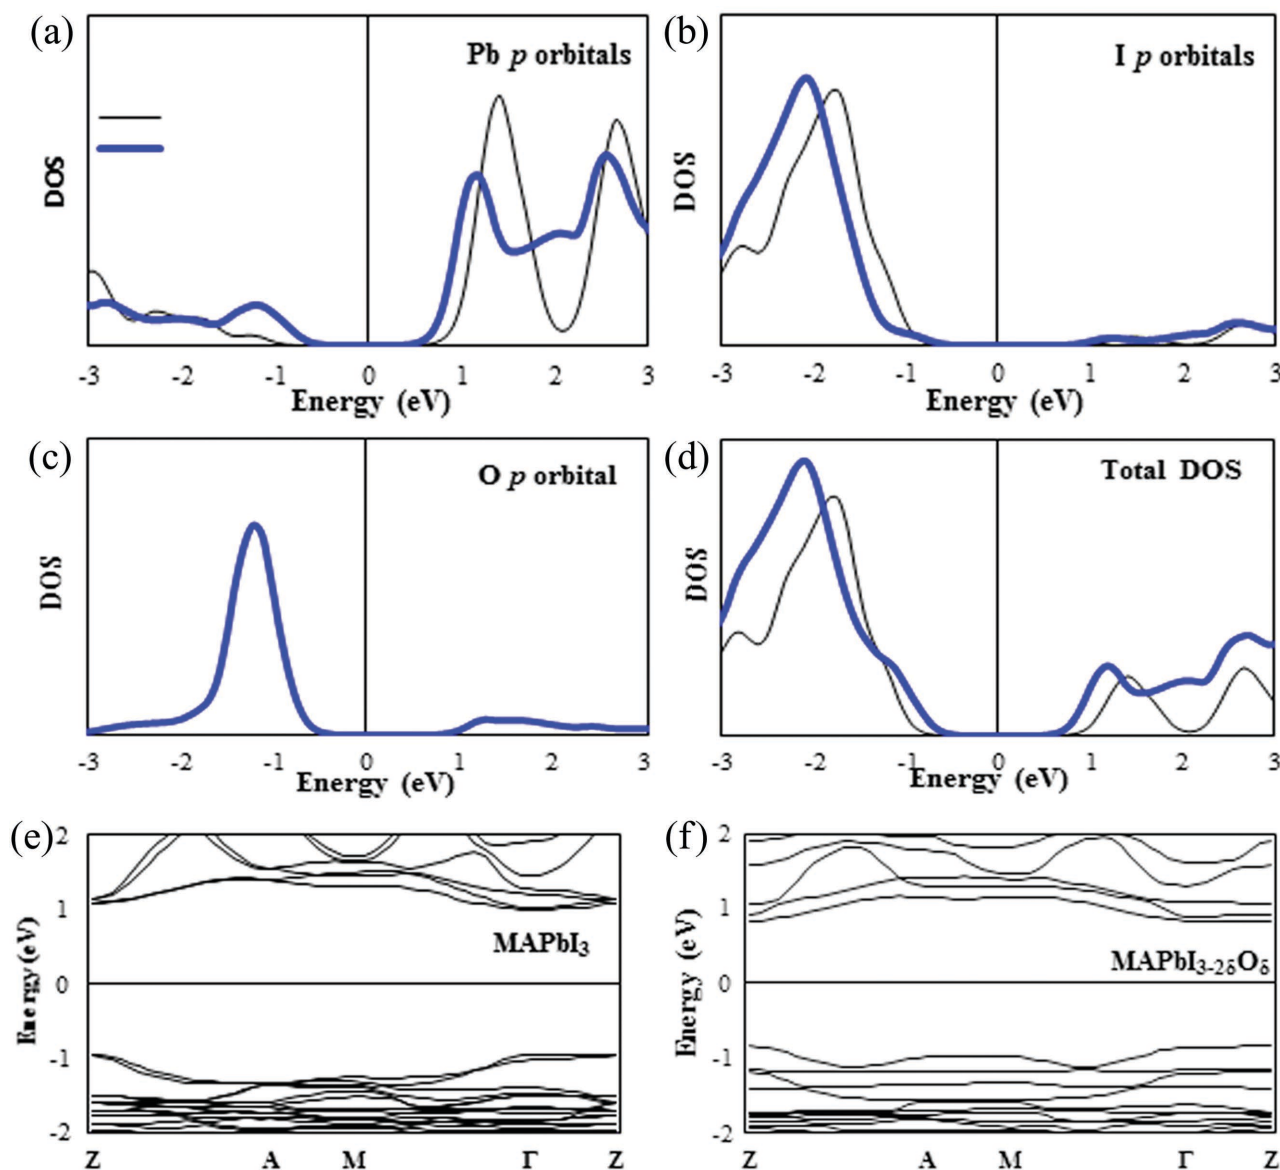 (a)
Pb p orbitals
DOS
-3 -2 -1 0 1 2 3
Energy (eV)
(b)
I p orbitals
DOS
-3 -2 -1 0 1 2 3
Energy (eV)
(c)
O p orbital
DOS
-3 -2 -1 0 1 2 3
Energy (eV)
(d)
Total DOS
DOS
-3 -2 -1 0 1 2 3
Energy (eV)
(e)
2
1
0
-1
-2
Energy(eV)
MAPbI₃
Z A M Γ Z
(f)
2
1
0
-1
-2
Energy (eV)
MAPbI₃₋₂δOδ
Z A M Γ Z